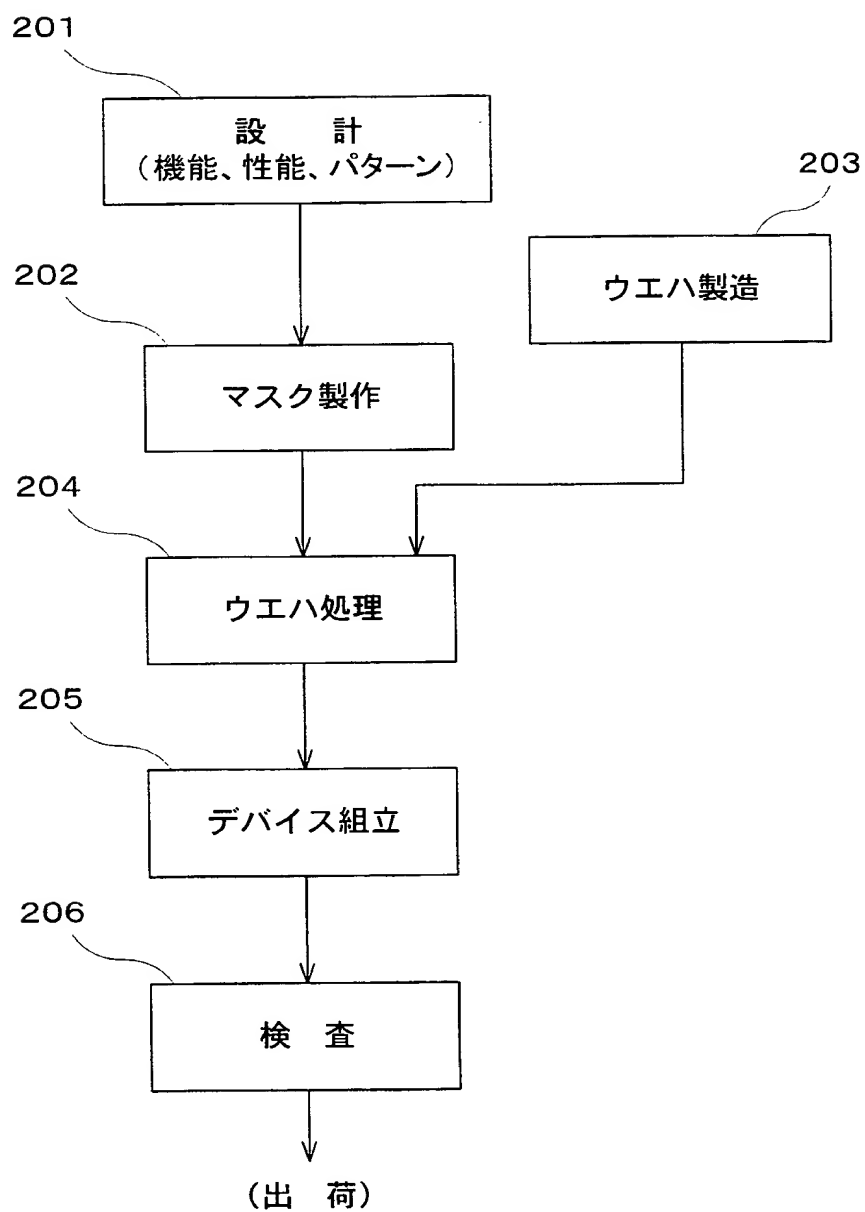 201
設 計
(機能、性能、パターン)
203
ウエハ製造
202
マスク製作
204
ウエハ処理
205
デバイス組立
206
検 査
(出 荷)